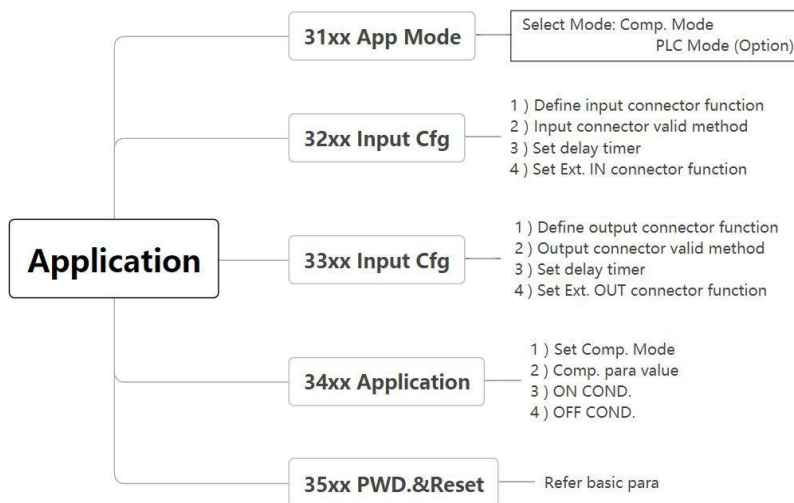 31xx App Mode
Select Mode: Comp. Mode
PLC Mode (Option)
32xx Input Cfg
1 ) Define input connector function
2 ) Input connector valid method
3 ) Set delay timer
4 ) Set Ext. IN connector function
Application
33xx Input Cfg
1 ) Define output connector function
2 ) Output connector valid method
3 ) Set delay timer
4 ) Set Ext. OUT connector function
34xx Application
1 ) Set Comp. Mode
2 ) Comp. para value
3 ) ON COND.
4 ) OFF COND.
35xx PWD.&Reset
Refer basic para